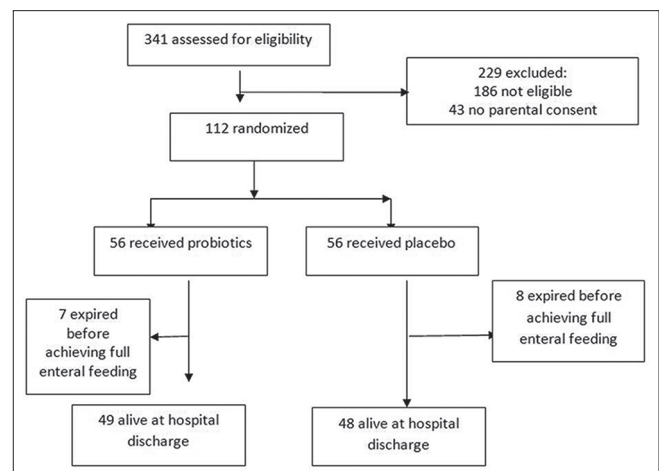 341 assessed for eligibility
229 excluded:
186 not eligible
43 no parental consent
112 randomized
56 received probiotics
56 received placebo
7 expired
before
achieving full
enteral feeding
8 expired before
achieving full
enteral feeding
49 alive at hospital
discharge
48 alive at hospital
discharge